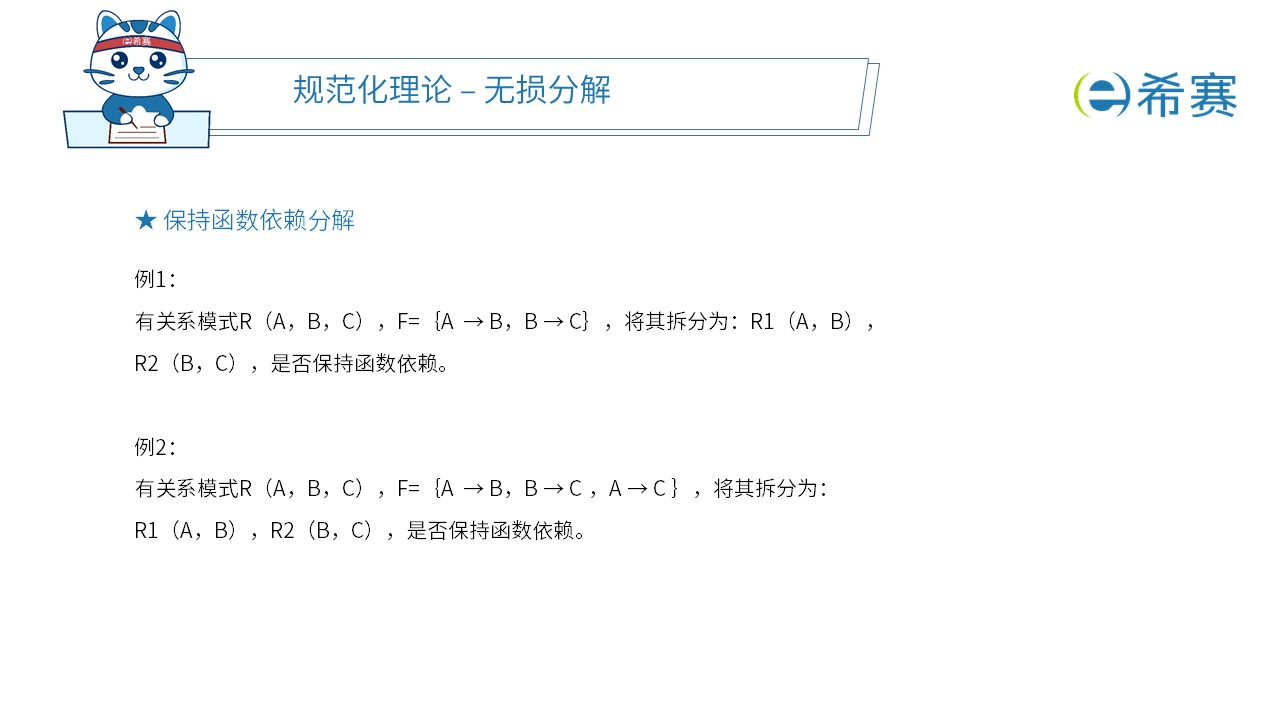 规范化理论 – 无损分解
希赛
希赛
★ 保持函数依赖分解
例1：
有关系模式R（A，B，C），F=｛A → B，B → C｝，将其拆分为：R1（A，B），
R2（B，C），是否保持函数依赖。
例2：
有关系模式R（A，B，C），F=｛A → B，B → C ，A → C ｝，将其拆分为：
R1（A，B），R2（B，C），是否保持函数依赖。